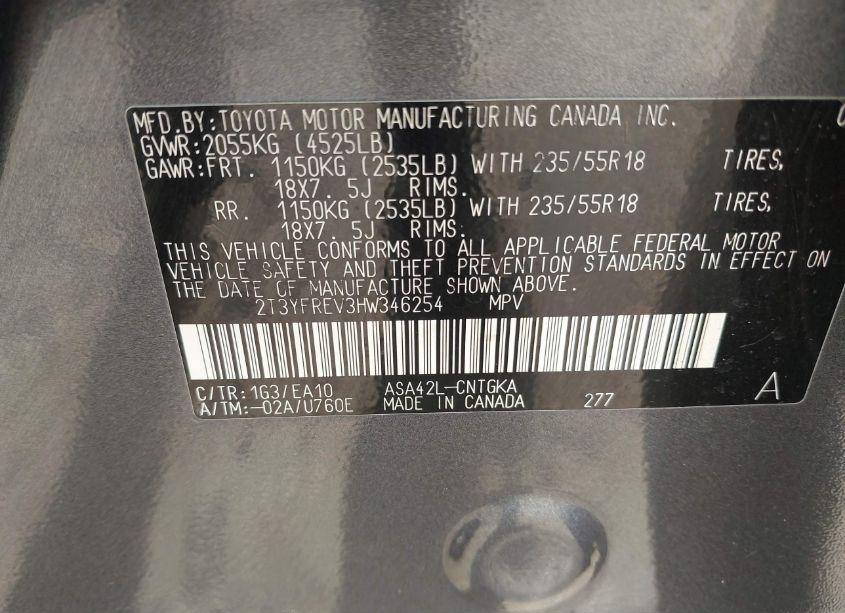 MFD.BY:TOYOTA MOTOR MANUFACTURING CANADA INC.
GVWR:2055KG (4525LB)
GAWR:FRT. 1150KG (2535LB) WITH 235/55R18 TIRES,
18X7. 5J RIMS.
RR. 1150KG (2535LB) WITH 235/55R18 TIRES,
18X7. 5J RIMS.
THIS VEHICLE CONFORMS TO ALL APPLICABLE FEDERAL MOTOR
VEHICLE SAFETY AND THEFT PREVENTION STANDARDS IN EFFECT ON
THE DATE OF MANUFACTURE SHOWN ABOVE.
2T3YFREV3HW346254 MPV
C/TR:1G3/EA10 ASA42L-CNTGKA
A/TM:-02A/U760E MADE IN CANADA 277 A